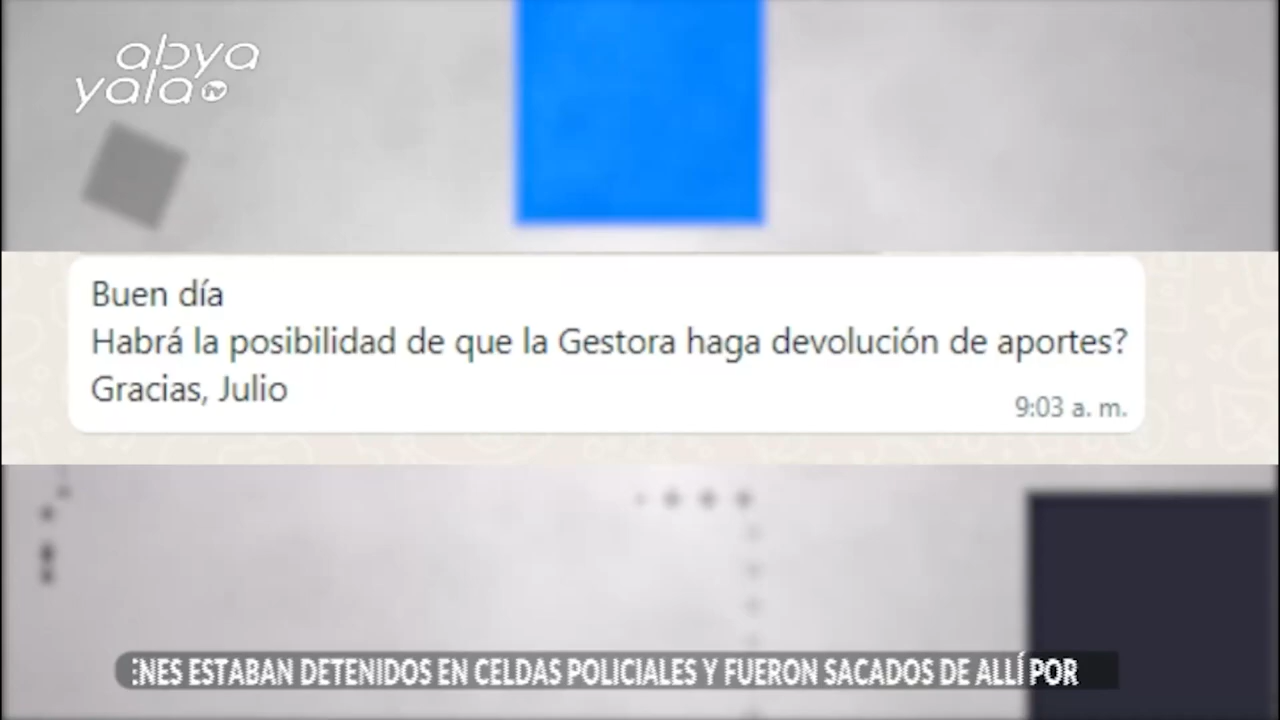 abya
yala tv
Buen día
Habrá la posibilidad de que la Gestora haga devolución de aportes?
Gracias, Julio
9:03 a. m.
ENES ESTABAN DETENIDOS EN CELDAS POLICIALES Y FUERON SACADOS DE ALLÍ POR